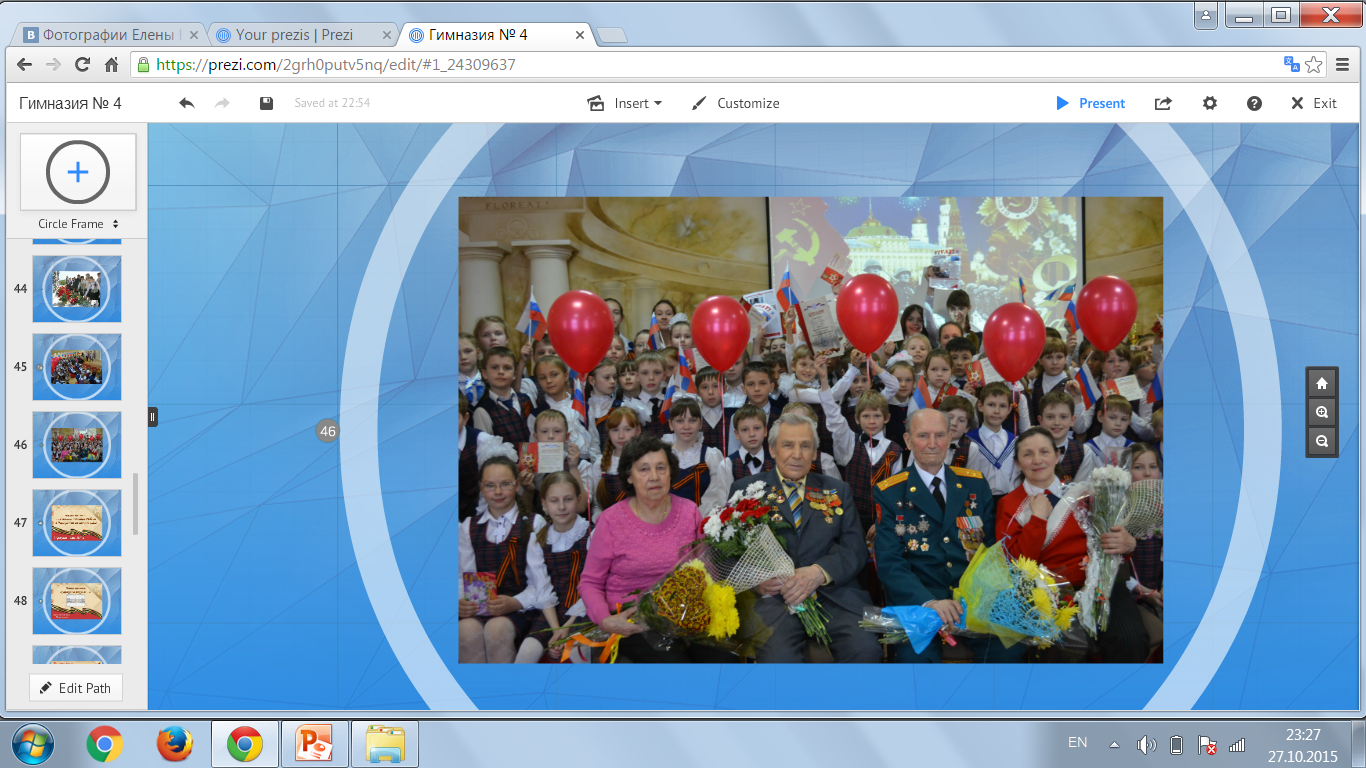 Фотографии Елены
Your prezis | Prezi
Гимназия № 4
https://prezi.com/2grh0putv5nq/edit/#1_24309637
Гимназия № 4
Saved at 22:54
Insert
Customize
Present
Exit
Circle Frame
44
45
46
47
48
Edit Path
46
FLOREAL
EN
23:27
27.10.2015